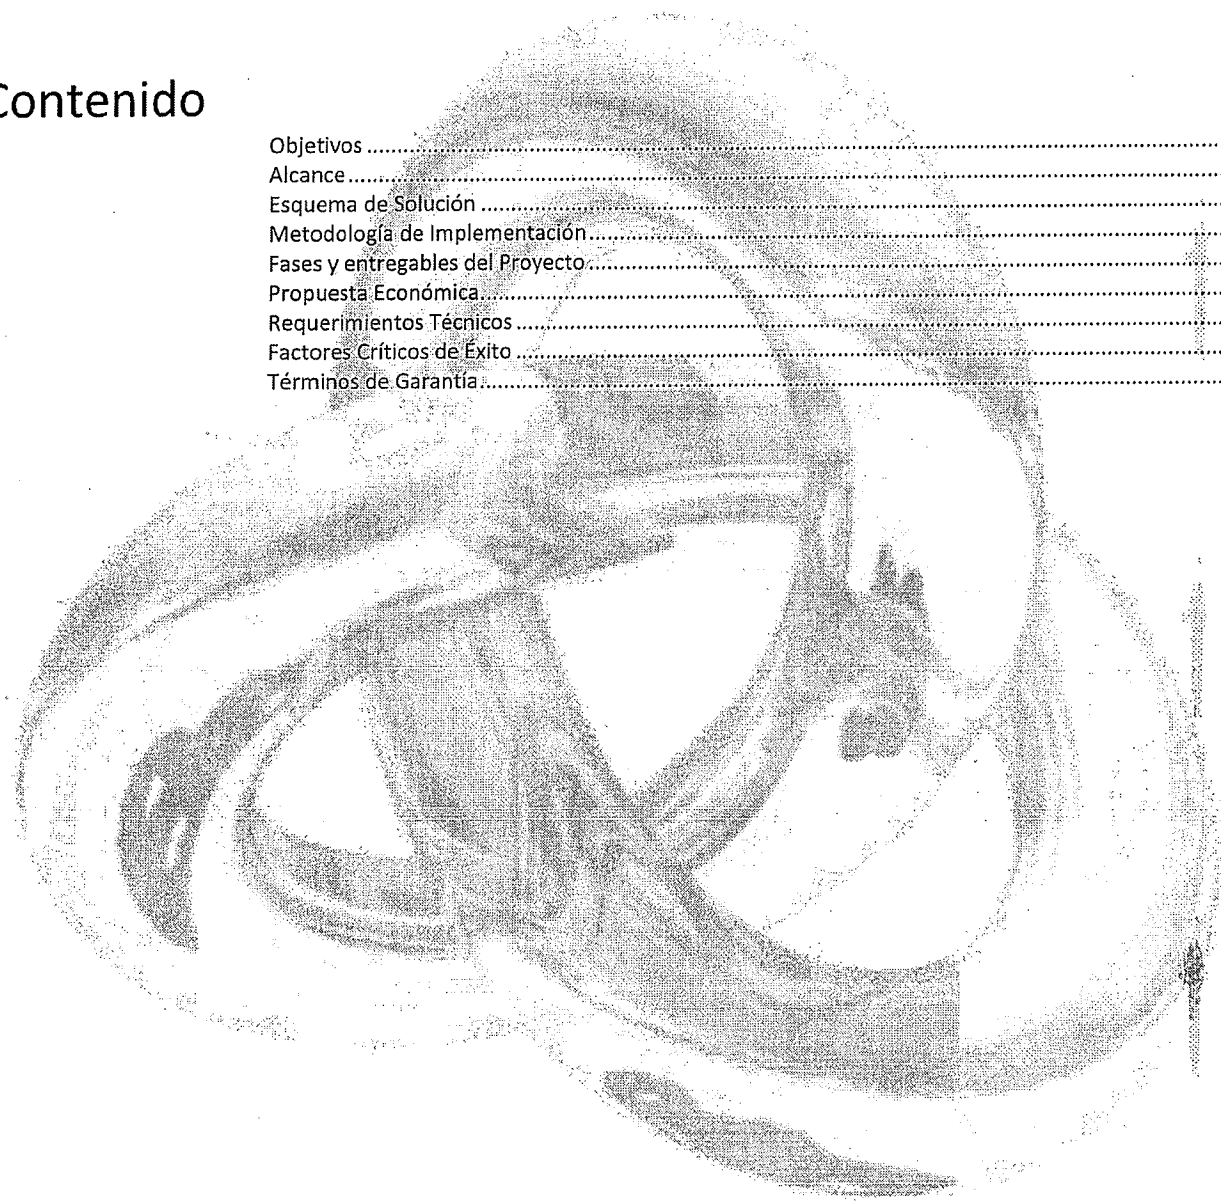 Contenido
Objetivos
Alcance
Esquema de Solución
Metodología de Implementación
Fases y entregables del Proyecto
Propuesta Económica
Requerimientos Técnicos
Factores Críticos de Éxito
Términos de Garantía